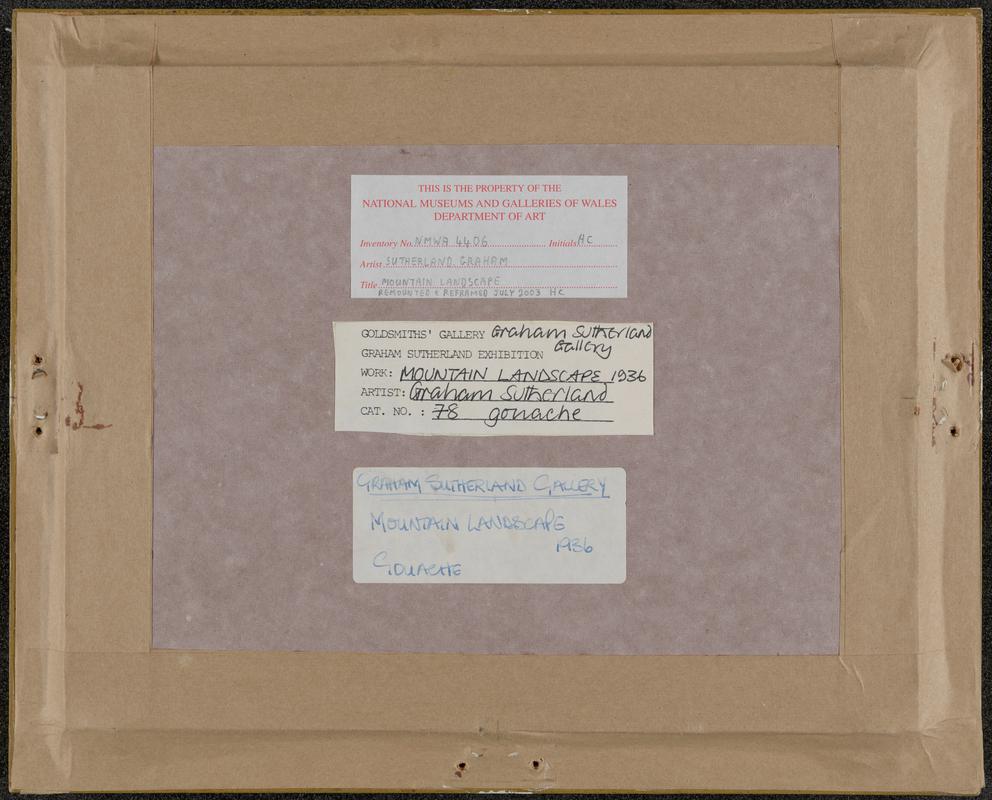 THIS IS THE PROPERTY OF THE
NATIONAL MUSEUMS AND GALLERIES OF WALES
DEPARTMENT OF ART
Inventory No. NMWA 4406 Initials HC
Artist SUTHERLAND. GRAHAM
Title MOUNTAIN LANDSCAPE
REMOUNTED & REFRAMED JULY 2003 HC
GOLDSMITHS' GALLERY Graham Sutherland
GRAHAM SUTHERLAND EXHIBITION Gallery
WORK: MOUNTAIN LANDSCAPE 1936
ARTIST: Graham Sutherland
CAT. NO. : 78 gouache
GRAHAM SUTHERLAND GALLERY
MOUNTAIN LANDSCAPE
1936
GOUACHE